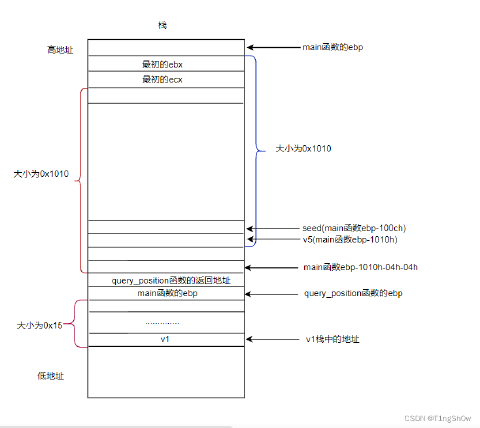 栈
高地址
main函数的ebp
最初的ebx
最初的ecx
大小为0x1010
大小为0x1010
seed(main函数ebp-100ch)
v5(main函数ebp-1010h)
main函数ebp-1010h-04h-04h
query_position函数的返回地址
main函数的ebp
query_position函数的ebp
大小为0x15
..............
v1
v1栈中的地址
低地址
CSDN @T1ngSh0w